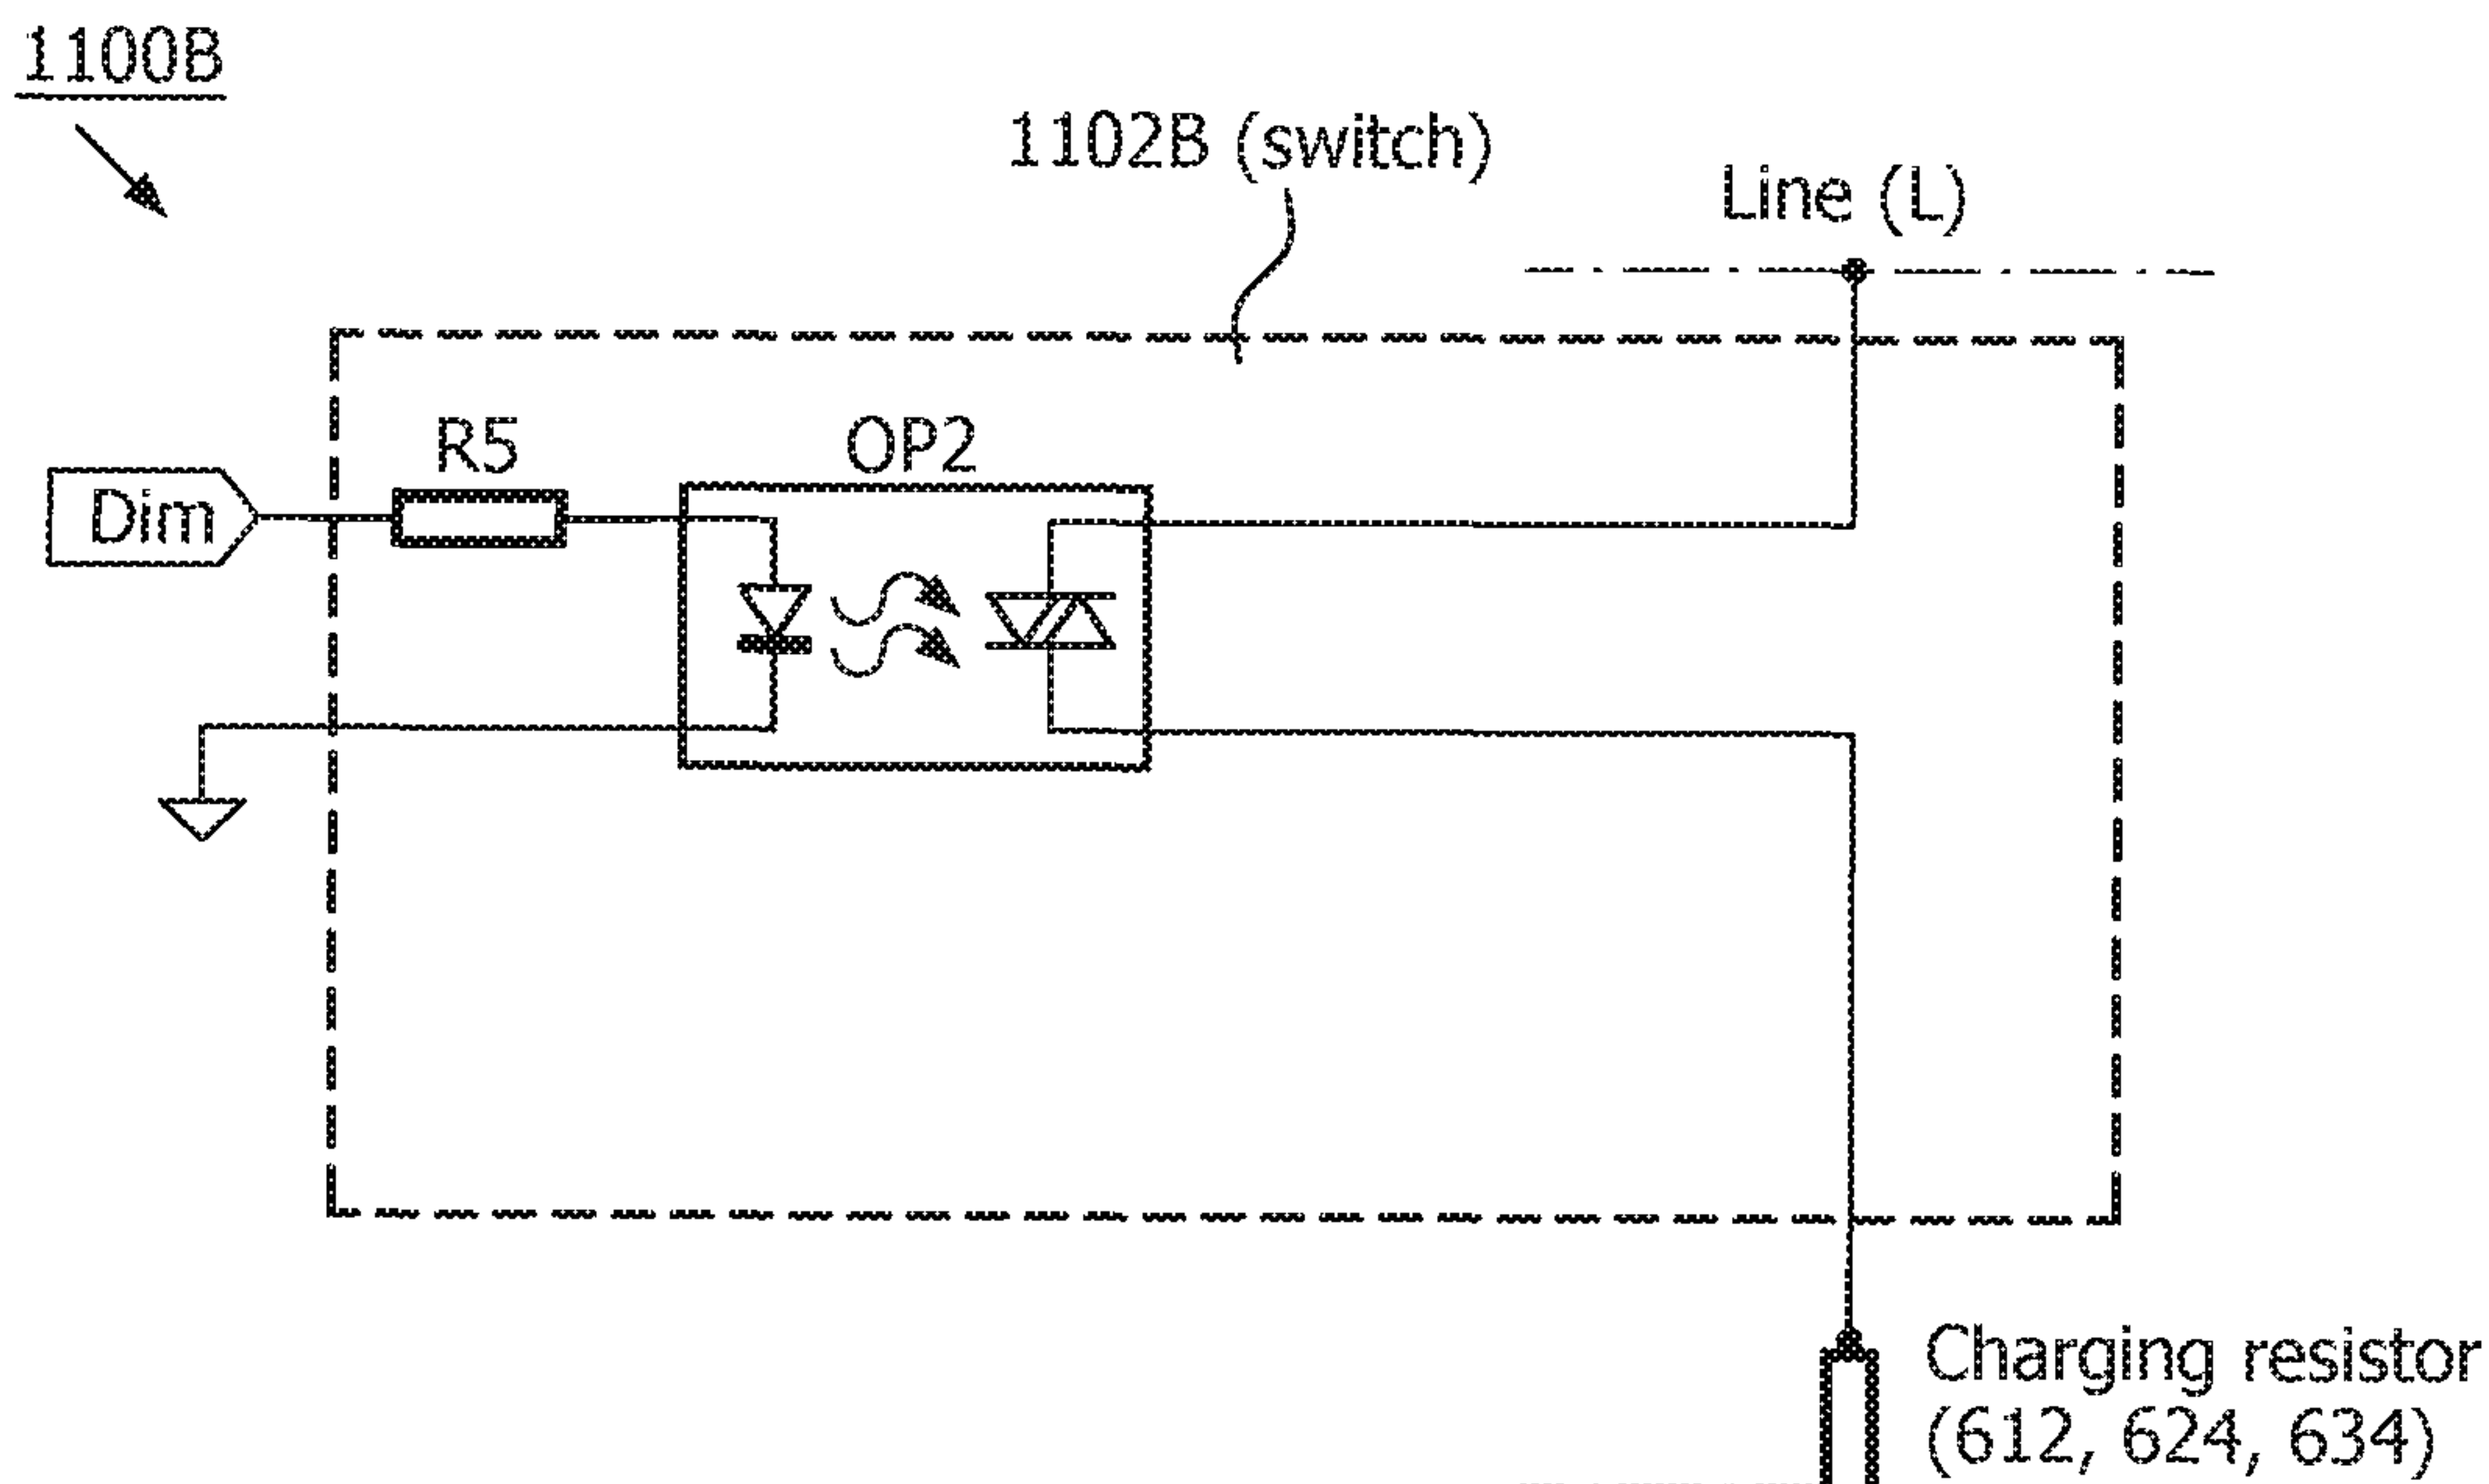 1100B
1102B (switch)
Line (L)
R5
OP2
Dim
Charging resistor
(612, 624, 634)